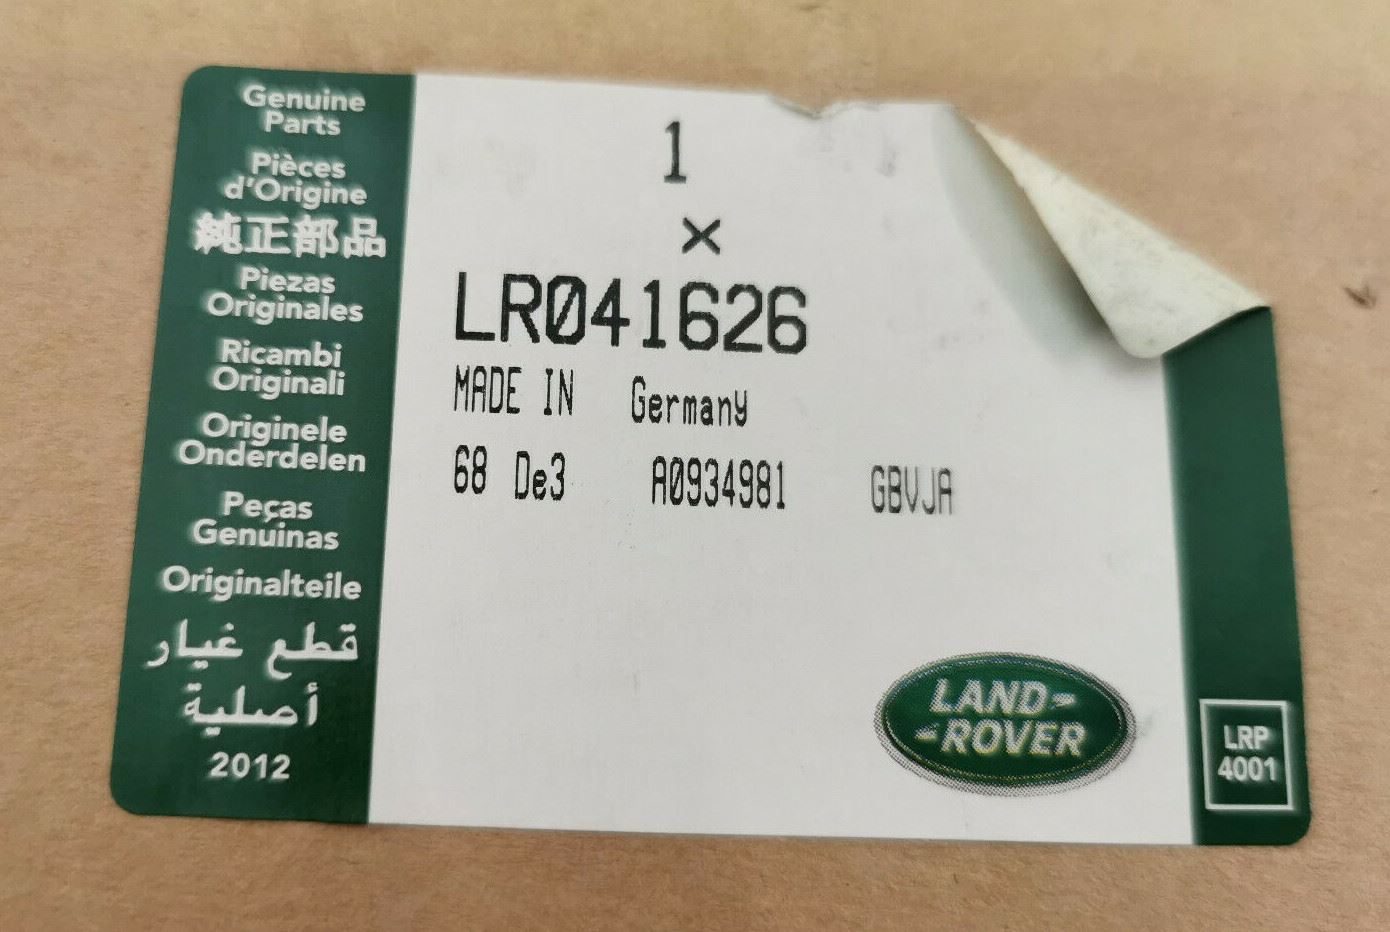 Genuine
Parts
Pièces
d'Origine
純正部品
Piezas
Originales
Ricambi
Originali
Originele
Onderdelen
Peças
Genuinas
Originalteile
قطع غيار
أصلية
2012
1
×
LR041626
MADE IN Germany
68 De3 A0934981 GBVJA
LAND-
-ROVER
LRP
4001